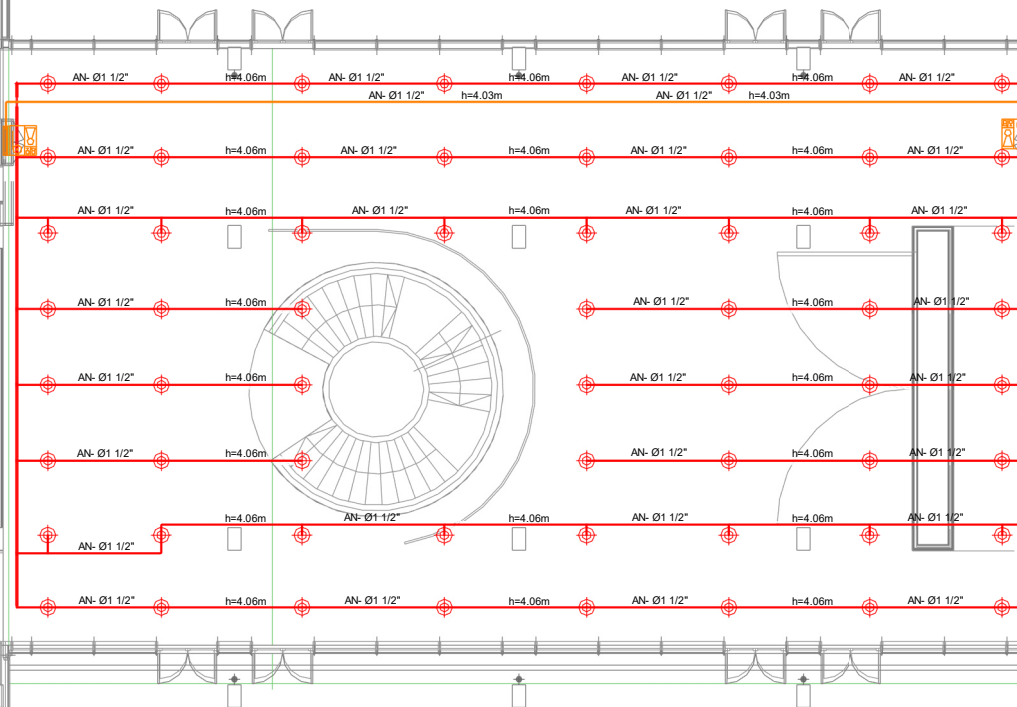 AN- Ø1 1/2" h=4.06m AN- Ø1 1/2" h=4.06m AN- Ø1 1/2" h=4.06m AN- Ø1 1/2"
AN- Ø1 1/2" h=4.03m AN- Ø1 1/2" h=4.03m
AN- Ø1 1/2" h=4.06m AN- Ø1 1/2" h=4.06m AN- Ø1 1/2" h=4.06m AN- Ø1 1/2"
AN- Ø1 1/2" h=4.06m AN- Ø1 1/2" h=4.06m AN- Ø1 1/2" h=4.06m AN- Ø1 1/2"
AN- Ø1 1/2" h=4.06m AN- Ø1 1/2" h=4.06m AN- Ø1 1/2"
AN- Ø1 1/2" h=4.06m AN- Ø1 1/2" h=4.06m AN- Ø1 1/2"
AN- Ø1 1/2" h=4.06m AN- Ø1 1/2" h=4.06m AN- Ø1 1/2"
h=4.06m AN- Ø1 1/2" h=4.06m AN- Ø1 1/2" h=4.06m AN- Ø1 1/2"
AN- Ø1 1/2"
AN- Ø1 1/2" h=4.06m AN- Ø1 1/2" h=4.06m AN- Ø1 1/2" h=4.06m AN- Ø1 1/2"